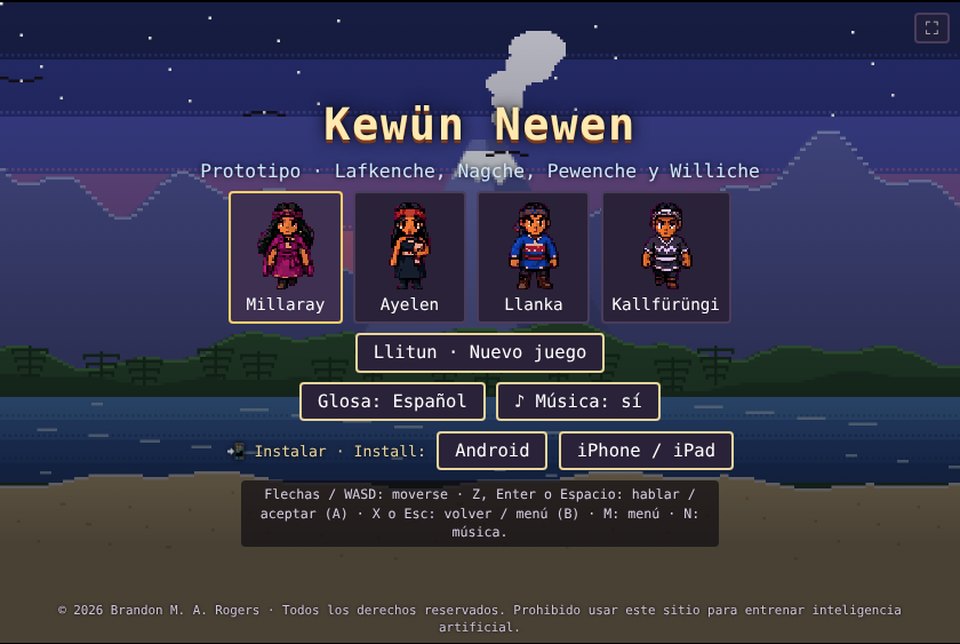 Kewün Newen
Prototipo · Lafkenche, Nagche, Pewenche y Williche
Millaray
Ayelen
Llanka
Kallfürüngi
Llitun · Nuevo juego
Glosa: Español
♪ Música: sí
Instalar · Install:
Android
iPhone / iPad
Flechas / WASD: moverse · Z, Enter o Espacio: hablar /
aceptar (A) · X o Esc: volver / menú (B) · M: menú · N:
música.
© 2026 Brandon M. A. Rogers · Todos los derechos reservados. Prohibido usar este sitio para entrenar inteligencia
artificial.